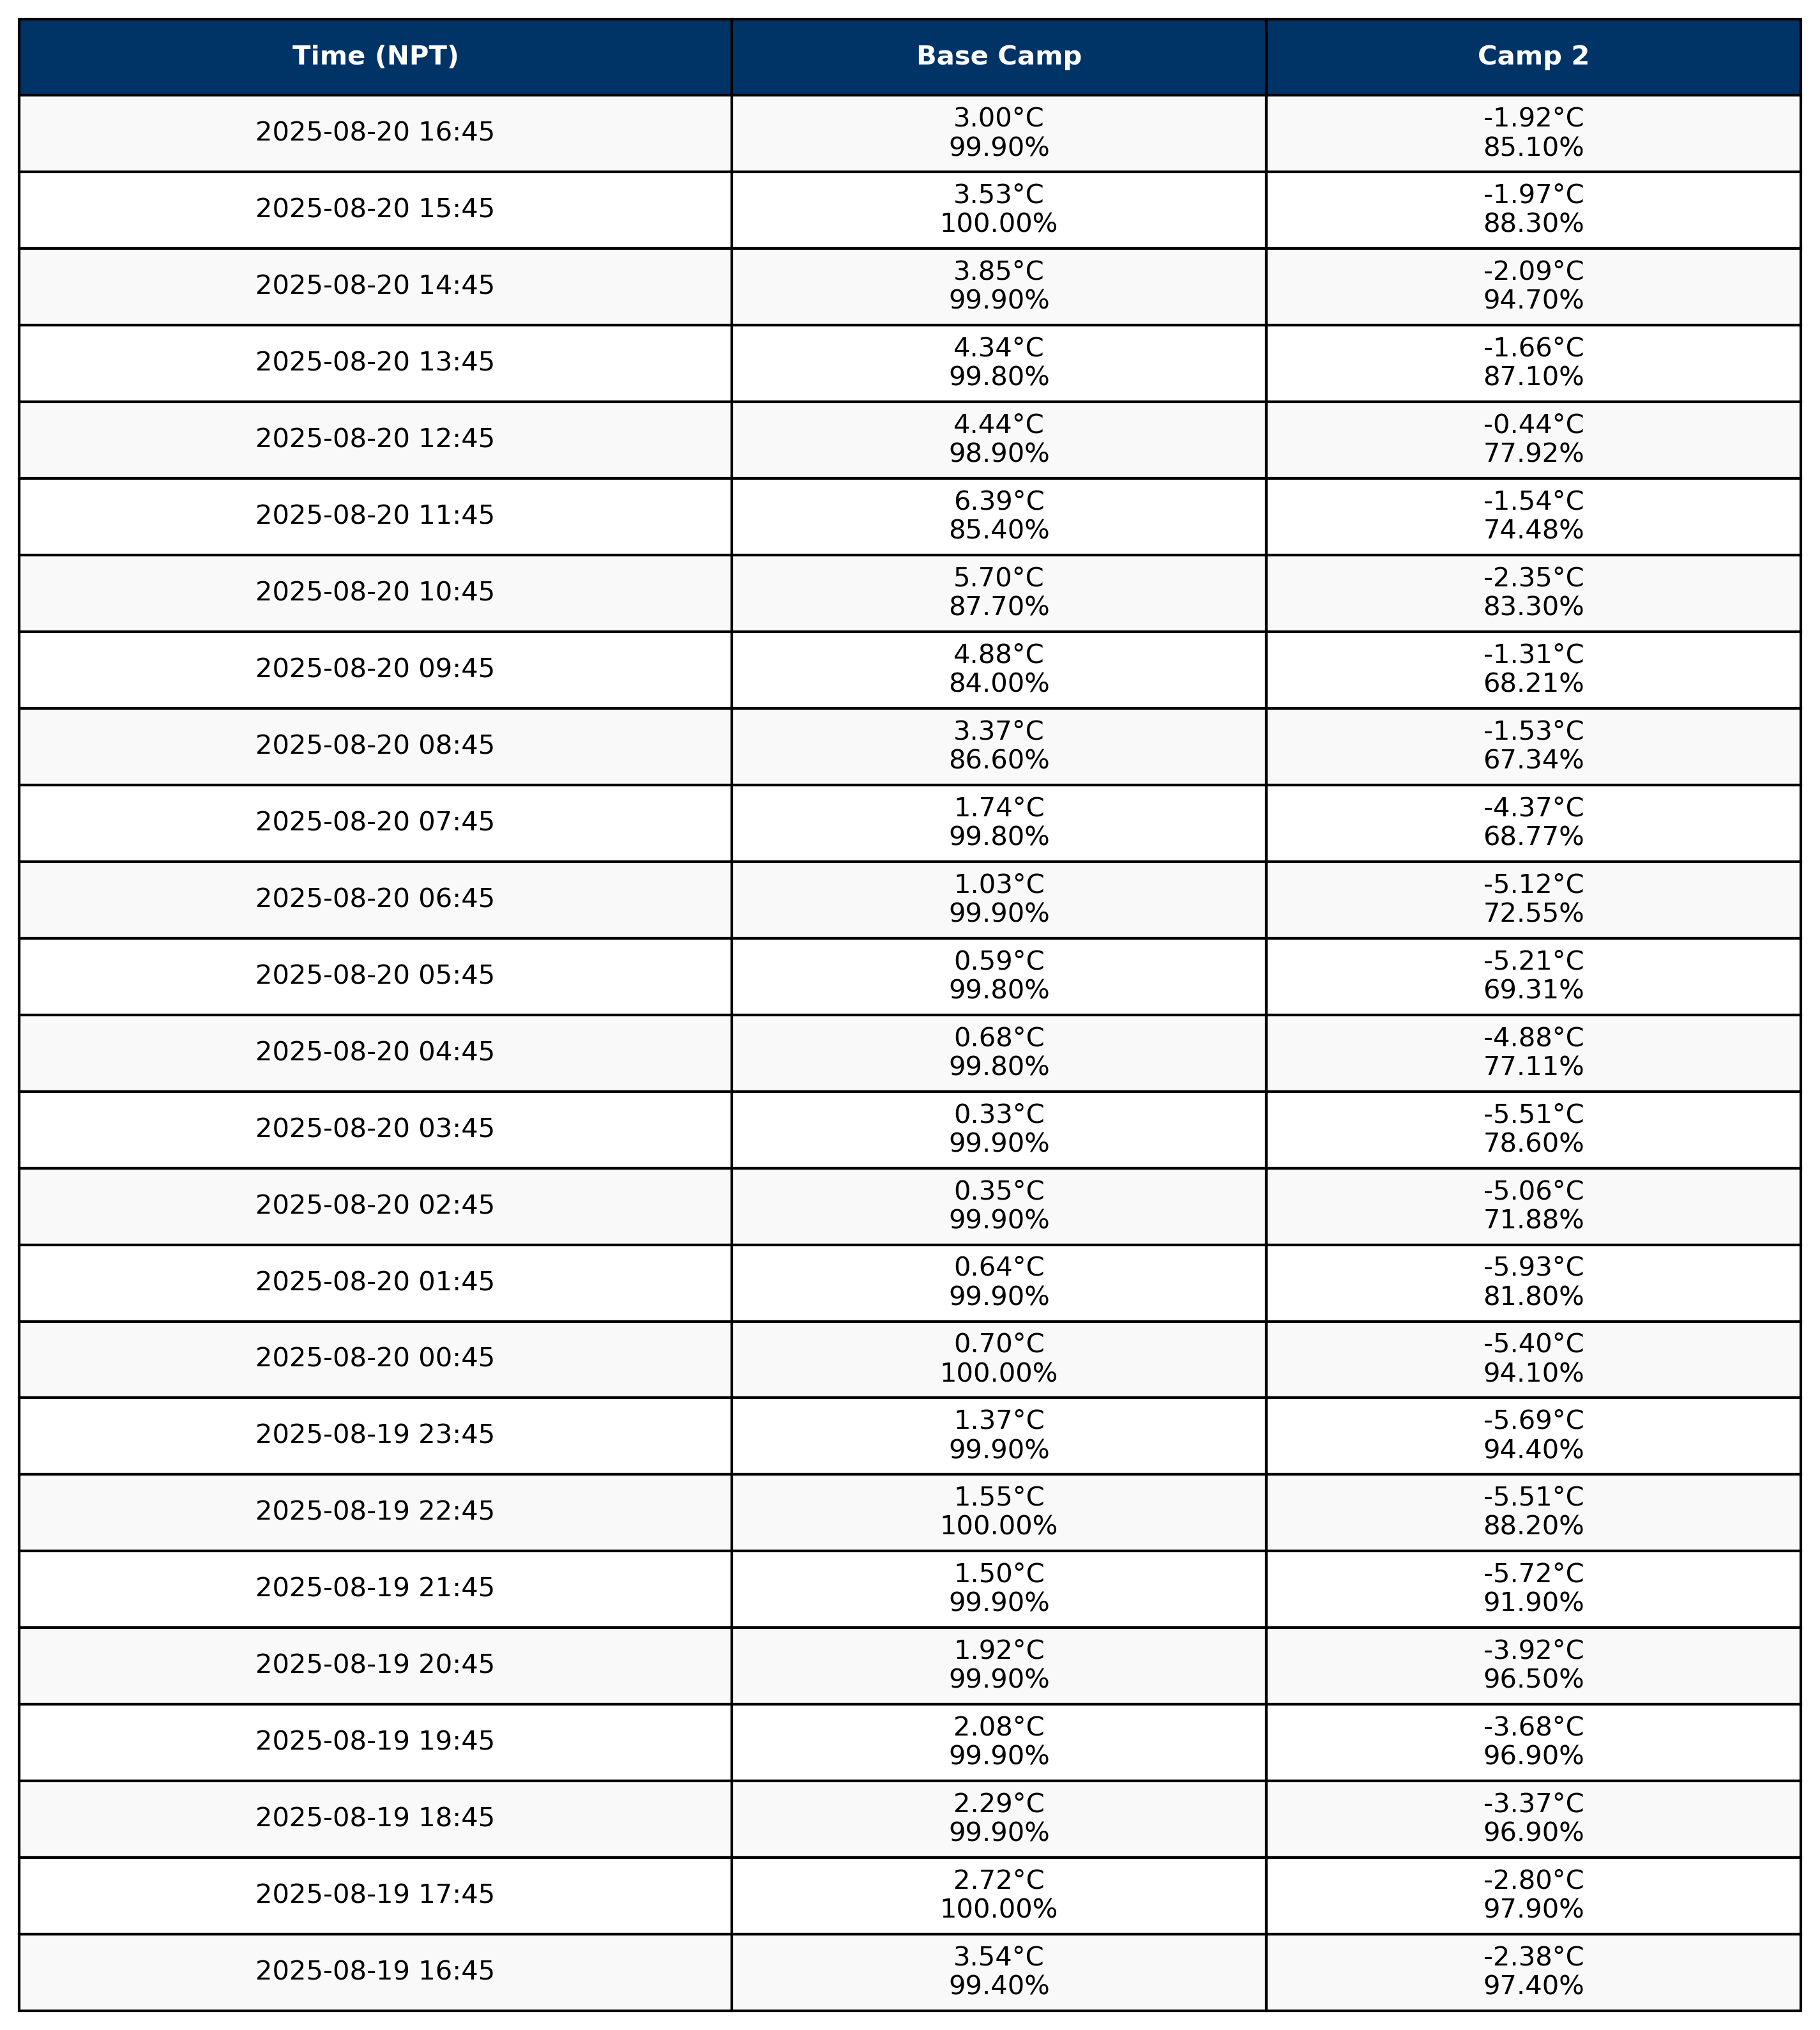 Time (NPT) Base Camp Camp 2
2025-08-20 16:45 3.00°C -1.92°C
99.90% 85.10%
2025-08-20 15:45 3.53°C -1.97°C
100.00% 88.30%
2025-08-20 14:45 3.85°C -2.09°C
99.90% 94.70%
2025-08-20 13:45 4.34°C -1.66°C
99.80% 87.10%
2025-08-20 12:45 4.44°C -0.44°C
98.90% 77.92%
2025-08-20 11:45 6.39°C -1.54°C
85.40% 74.48%
2025-08-20 10:45 5.70°C -2.35°C
87.70% 83.30%
2025-08-20 09:45 4.88°C -1.31°C
84.00% 68.21%
2025-08-20 08:45 3.37°C -1.53°C
86.60% 67.34%
2025-08-20 07:45 1.74°C -4.37°C
99.80% 68.77%
2025-08-20 06:45 1.03°C -5.12°C
99.90% 72.55%
2025-08-20 05:45 0.59°C -5.21°C
99.80% 69.31%
2025-08-20 04:45 0.68°C -4.88°C
99.80% 77.11%
2025-08-20 03:45 0.33°C -5.51°C
99.90% 78.60%
2025-08-20 02:45 0.35°C -5.06°C
99.90% 71.88%
2025-08-20 01:45 0.64°C -5.93°C
99.90% 81.80%
2025-08-20 00:45 0.70°C -5.40°C
100.00% 94.10%
2025-08-19 23:45 1.37°C -5.69°C
99.90% 94.40%
2025-08-19 22:45 1.55°C -5.51°C
100.00% 88.20%
2025-08-19 21:45 1.50°C -5.72°C
99.90% 91.90%
2025-08-19 20:45 1.92°C -3.92°C
99.90% 96.50%
2025-08-19 19:45 2.08°C -3.68°C
99.90% 96.90%
2025-08-19 18:45 2.29°C -3.37°C
99.90% 96.90%
2025-08-19 17:45 2.72°C -2.80°C
100.00% 97.90%
2025-08-19 16:45 3.54°C -2.38°C
99.40% 97.40%